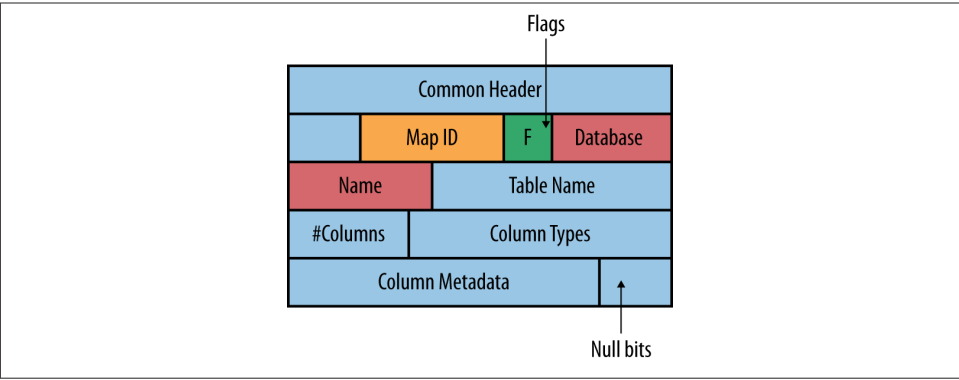 Flags
Common Header
Map ID F Database
Name Table Name
#Columns Column Types
Column Metadata
Null bits